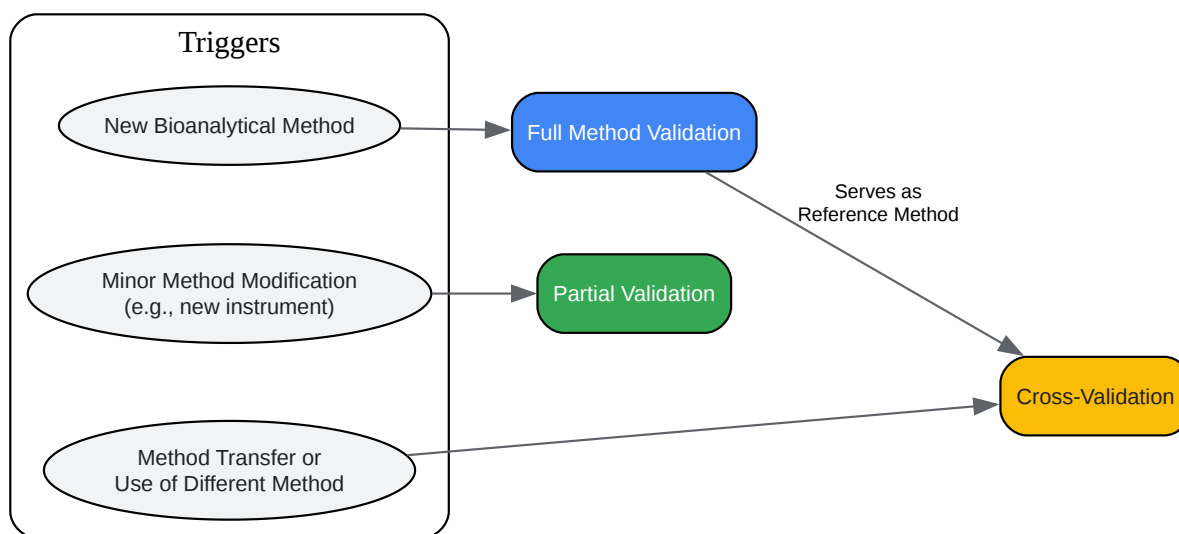 Triggers
New Bioanalytical Method
Full Method Validation
Serves as
Reference Method
Minor Method Modification
(e.g., new instrument)
Partial Validation
Cross-Validation
Method Transfer or
Use of Different Method